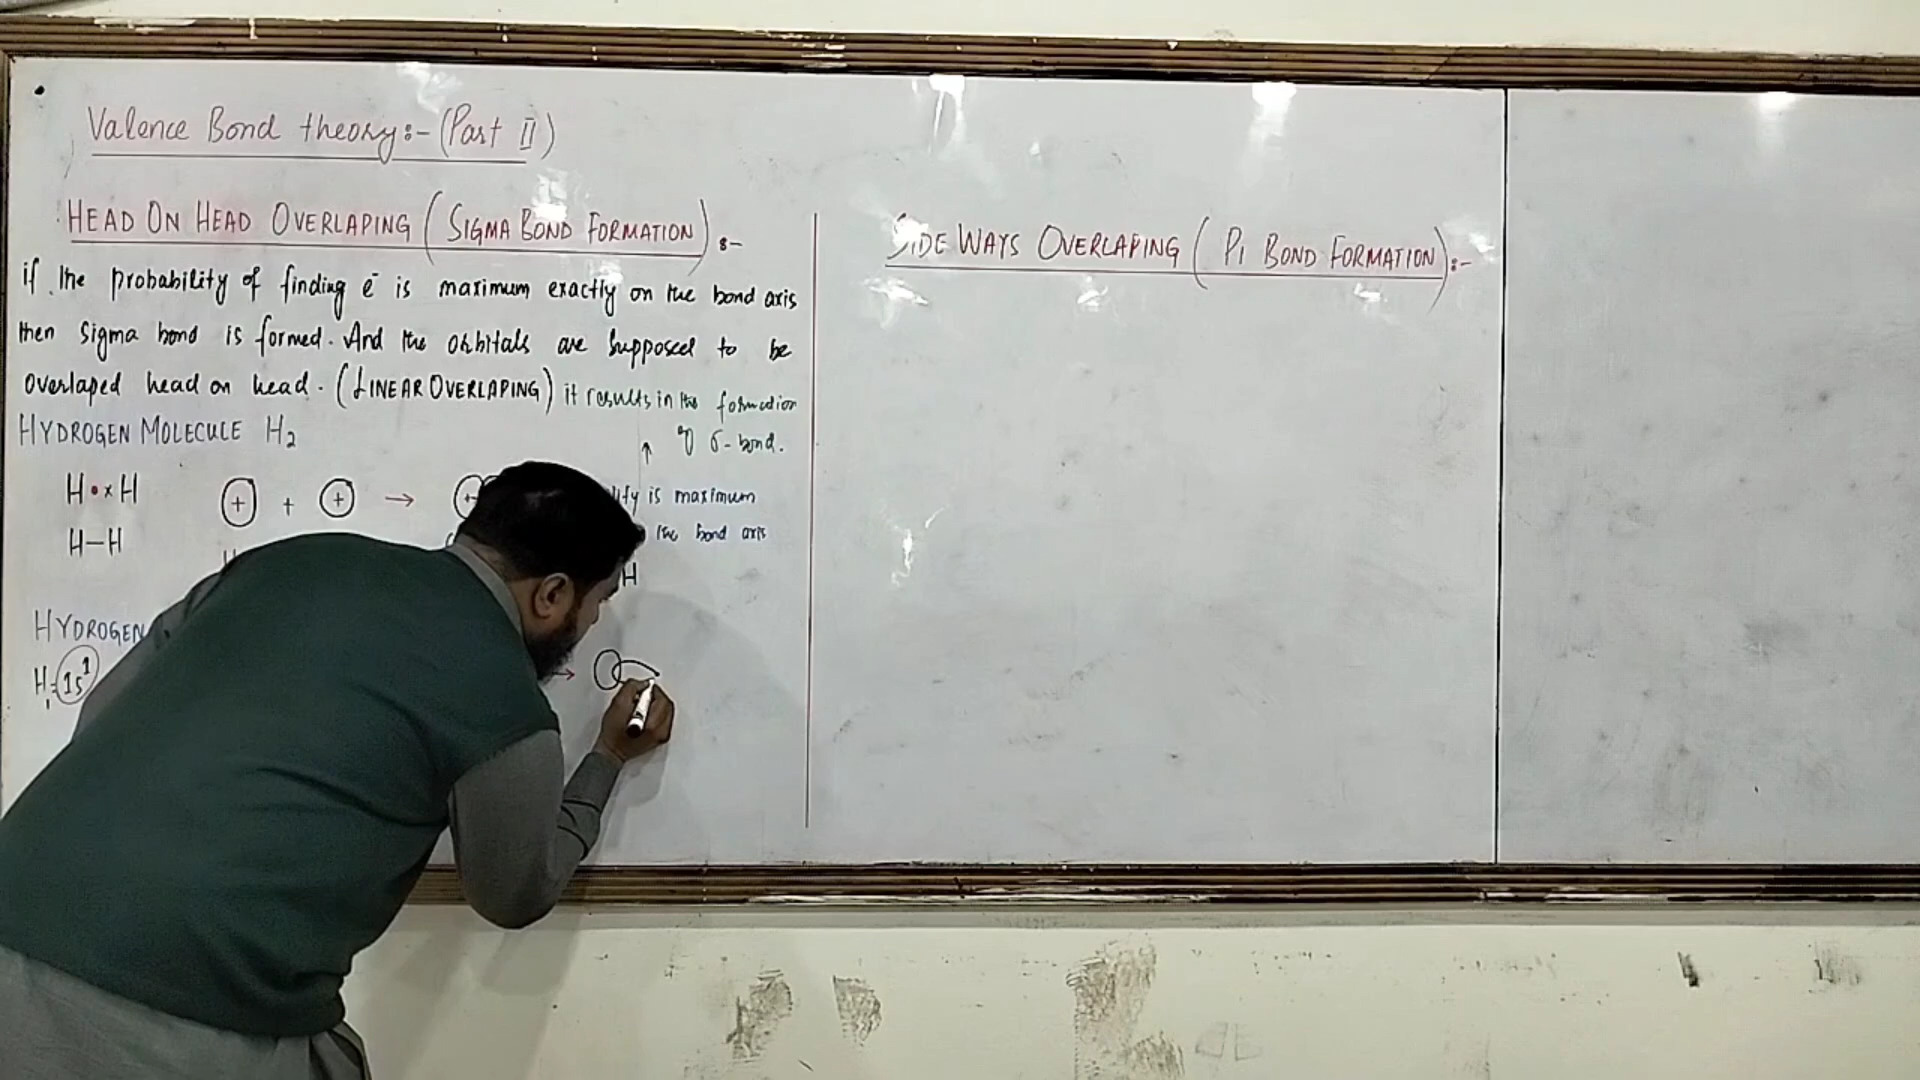 Valence Bond theory:- (Part II)
HEAD ON HEAD OVERLAPING (SIGMA BOND FORMATION) :-
if the probability of finding ē is maximum exactly on the bond axis
then sigma bond is formed. And the orbitals are supposed to be
overlaped head on head. (LINEAR OVERLAPING) it results in the formation
of σ-bond.
HYDROGEN MOLECULE H₂
H•xH
+ + + →
is maximum
H—H
the bond axis
H
HYDROGEN
H=1s¹
→
SIDE WAYS OVERLAPING (PI BOND FORMATION) :-